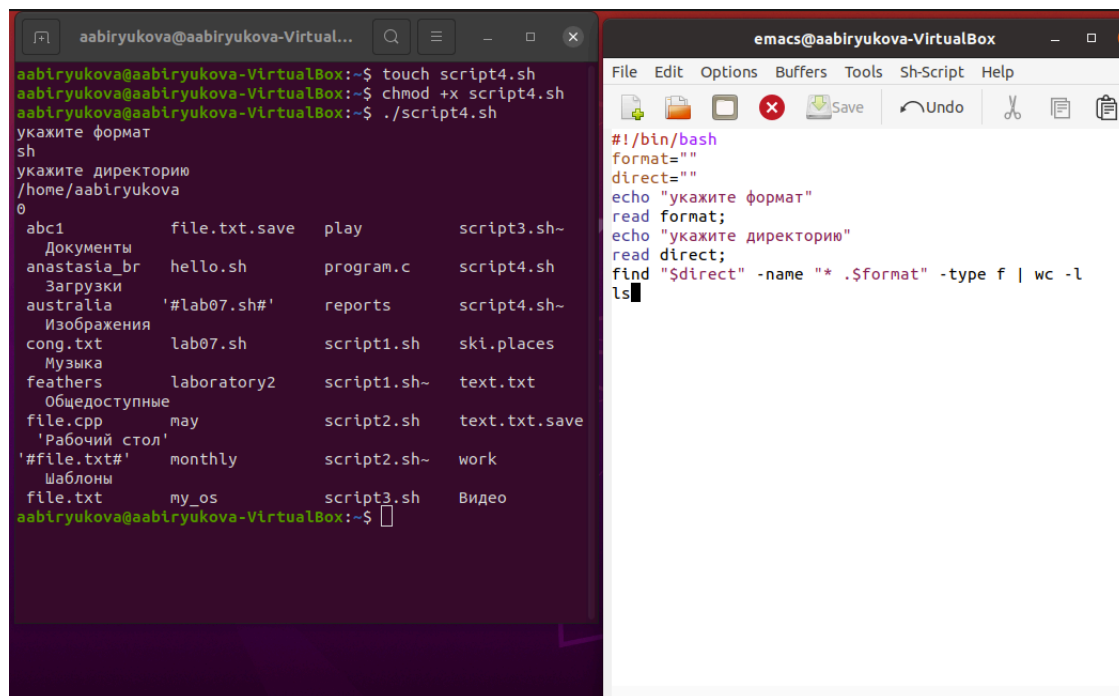 aabiryukova@aabiryukova-Virtual...
aabiryukova@aabiryukova-VirtualBox:~$ touch script4.sh
aabiryukova@aabiryukova-VirtualBox:~$ chmod +x script4.sh
aabiryukova@aabiryukova-VirtualBox:~$ ./script4.sh
укажите формат
sh
укажите директорию
/home/aabiryukova
0
abc1 file.txt.save play script3.sh~
Документы
anastasia_br hello.sh program.c script4.sh
Загрузки
australia '#lab07.sh#' reports script4.sh~
Изображения
cong.txt lab07.sh script1.sh ski.places
Музыка
feathers laboratory2 script1.sh~ text.txt
Общедоступные
file.cpp may script2.sh text.txt.save
'Рабочий стол'
'#file.txt#' monthly script2.sh~ work
Шаблоны
file.txt my_os script3.sh Видео
aabiryukova@aabiryukova-VirtualBox:~$
emacs@aabiryukova-VirtualBox
File Edit Options Buffers Tools Sh-Script Help
Save Undo
#!/bin/bash
format=""
direct=""
echo "укажите формат"
read format;
echo "укажите директорию"
read direct;
find "$direct" -name "* .$format" -type f | wc -l
ls